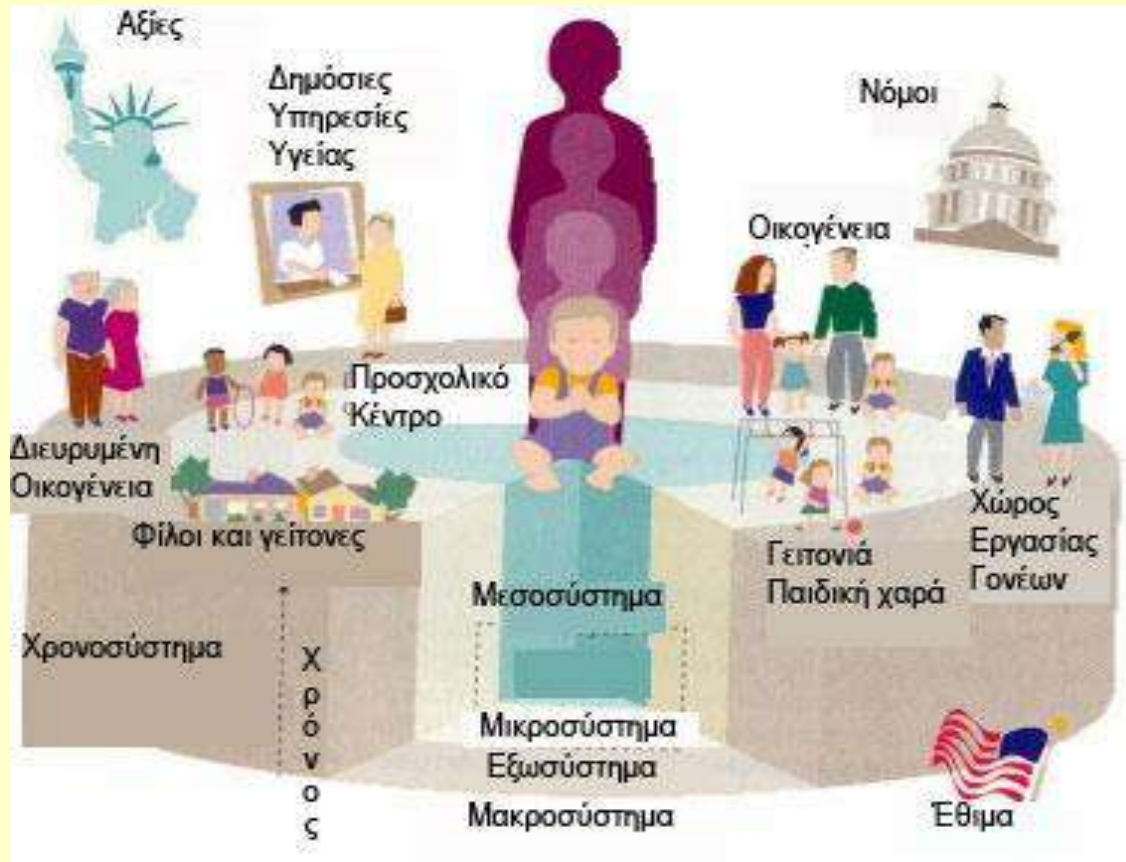 Αξίες
Δημόσιες
Υπηρεσίες
Υγείας
Νόμοι
Οικογένεια
Προσχολικό
Κέντρο
Διευρυμένη
Οικογένεια
Φίλοι και γείτονες
Γειτονιά
Παιδική χαρά
Χώρος
Εργασίας
Γονέων
Μεσοσύστημα
Χρονοσύστημα
Χρόνος
Μικροσύστημα
Εξωσύστημα
Μακροσύστημα
Έθιμα